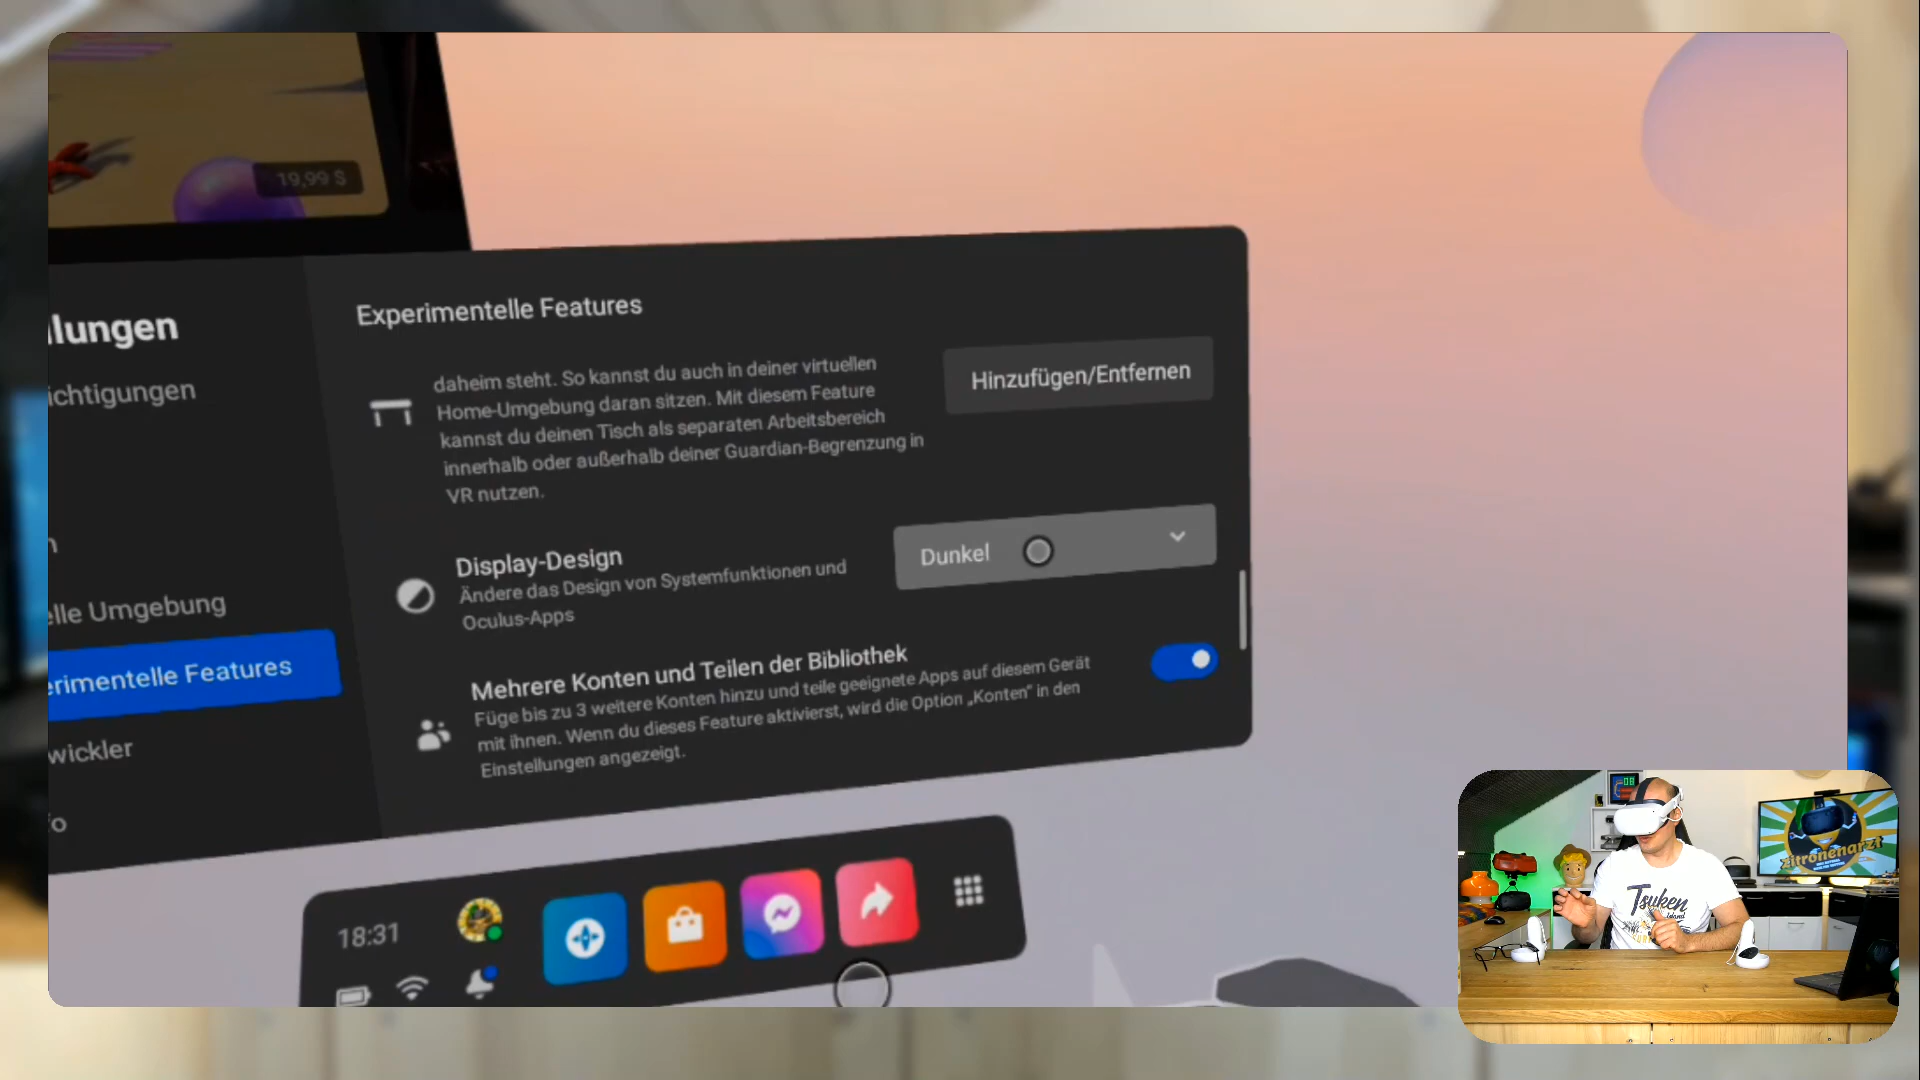 19,99 $
lungen
ichtigungen
n
elle Umgebung
erimentelle Features
wickler
fo
Experimentelle Features
daheim steht. So kannst du auch in deiner virtuellen
Home-Umgebung daran sitzen. Mit diesem Feature
kannst du deinen Tisch als separaten Arbeitsbereich
innerhalb oder außerhalb deiner Guardian-Begrenzung in
VR nutzen.
Hinzufügen/Entfernen
Display-Design
Ändere das Design von Systemfunktionen und
Oculus-Apps
Dunkel
Mehrere Konten und Teilen der Bibliothek
Füge bis zu 3 weitere Konten hinzu und teile geeignete Apps auf diesem Gerät
mit ihnen. Wenn du dieses Feature aktivierst, wird die Option „Konten" in den
Einstellungen angezeigt.
18:31
Zitronenarzt
Tsuken
Island